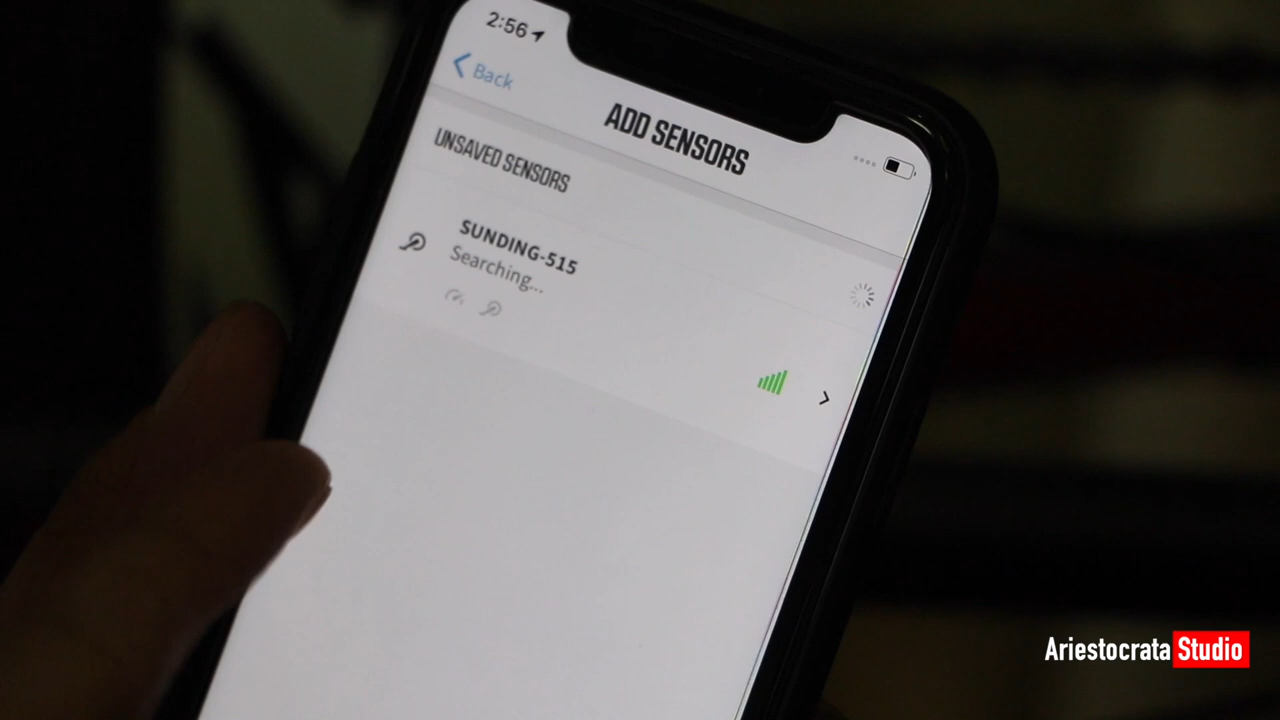 2:56
Back
ADD SENSORS
UNSAVED SENSORS
SUNDING-515
Searching...
Ariestocrata Studio